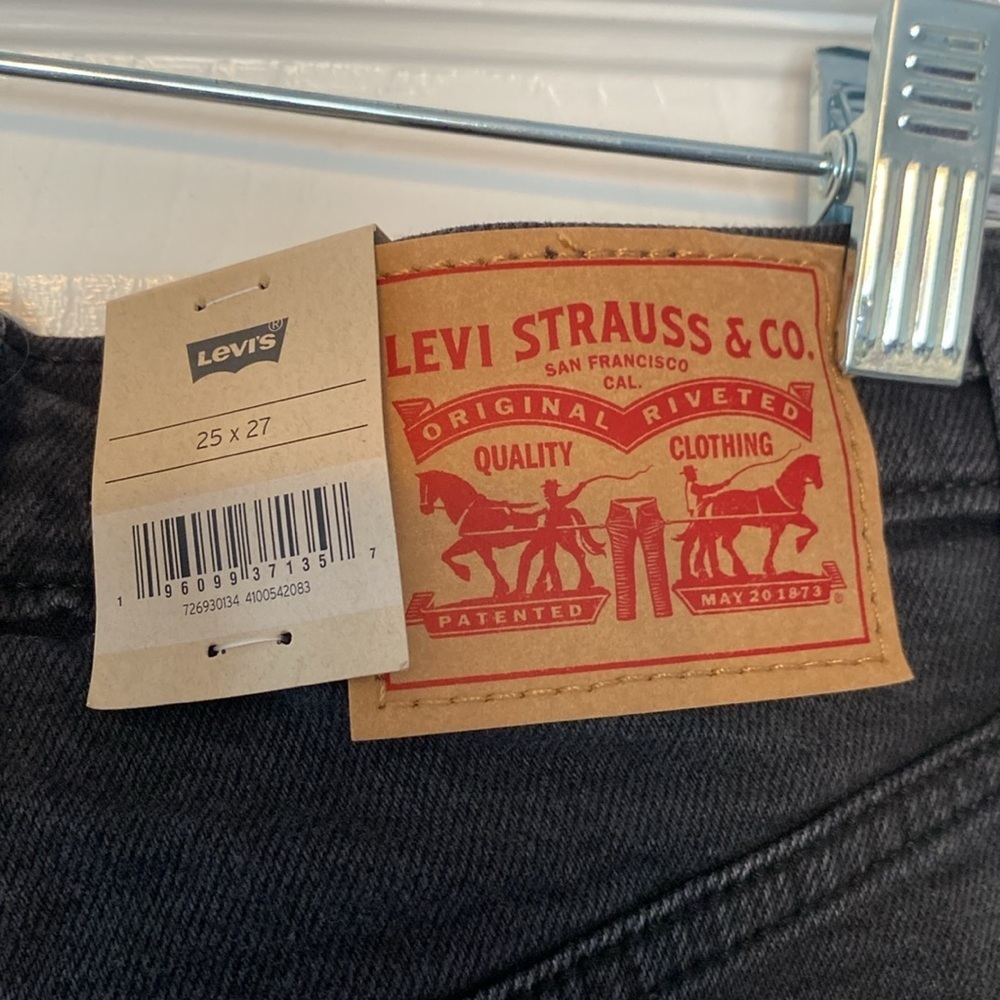 LEVI'S®
25 x 27
1 96099 37135 7
726930134 4100542083
LEVI STRAUSS & CO.
SAN FRANCISCO
CAL.
ORIGINAL RIVETED
QUALITY CLOTHING
PATENTED MAY 20 1873 ®